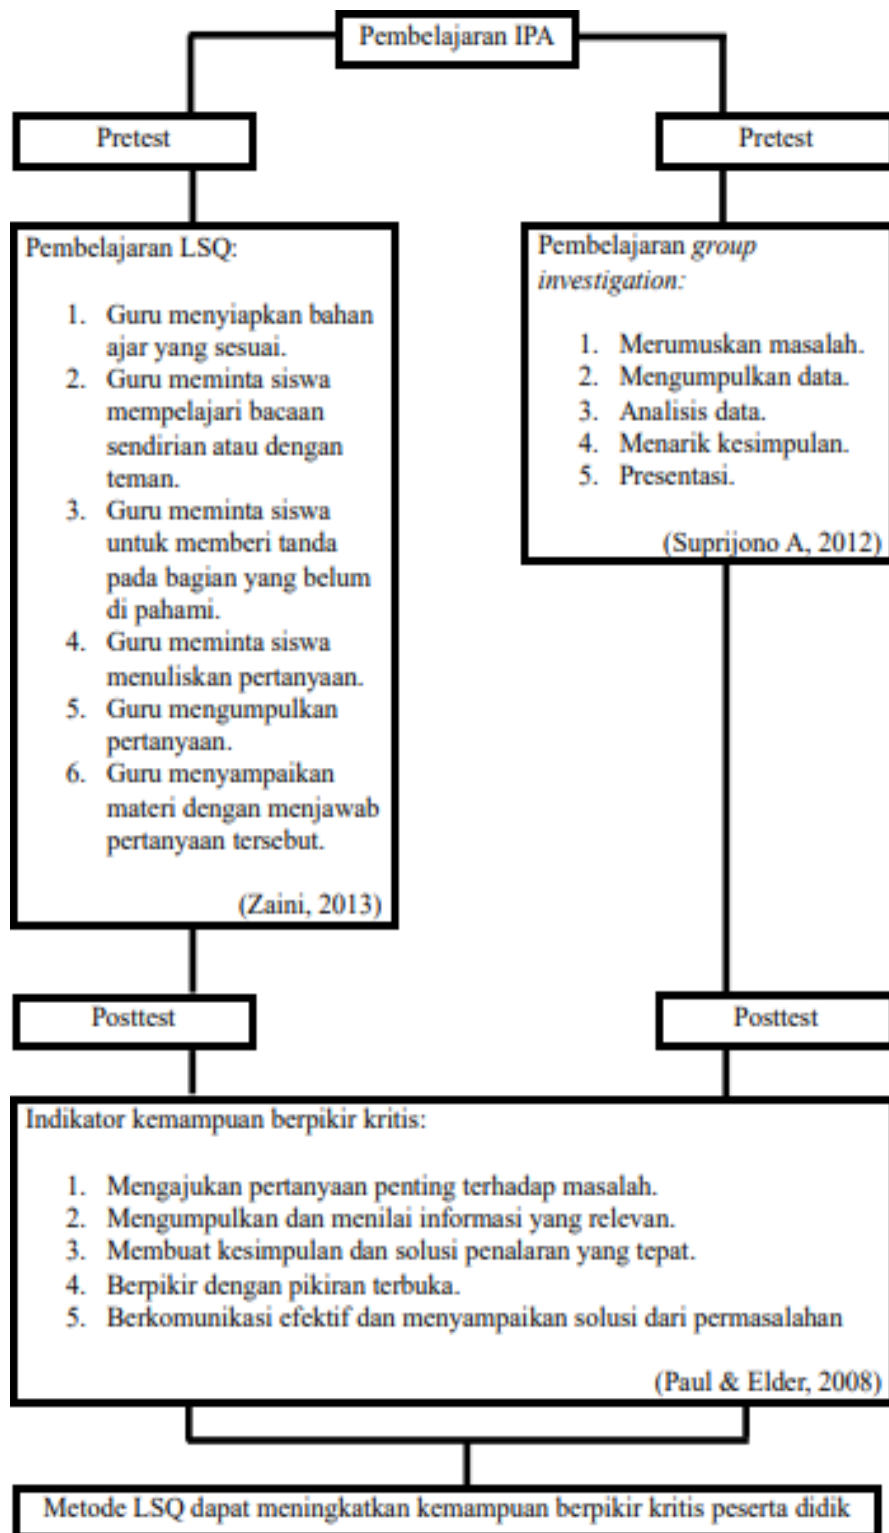 Pembelajaran IPA
Pretest
Pretest
Pembelajaran LSQ:
1. Guru menyiapkan bahan
ajar yang sesuai.
2. Guru meminta siswa
mempelajari bacaan
sendirian atau dengan
teman.
3. Guru meminta siswa
untuk memberi tanda
pada bagian yang belum
di pahami.
4. Guru meminta siswa
menuliskan pertanyaan.
5. Guru mengumpulkan
pertanyaan.
6. Guru menyampaikan
materi dengan menjawab
pertanyaan tersebut.
(Zaini, 2013)
Pembelajaran group
investigation:
1. Merumuskan masalah.
2. Mengumpulkan data.
3. Analisis data.
4. Menarik kesimpulan.
5. Presentasi.
(Suprijono A, 2012)
Posttest
Posttest
Indikator kemampuan berpikir kritis:
1. Mengajukan pertanyaan penting terhadap masalah.
2. Mengumpulkan dan menilai informasi yang relevan.
3. Membuat kesimpulan dan solusi penalaran yang tepat.
4. Berpikir dengan pikiran terbuka.
5. Berkomunikasi efektif dan menyampaikan solusi dari permasalahan
(Paul & Elder, 2008)
Metode LSQ dapat meningkatkan kemampuan berpikir kritis peserta didik